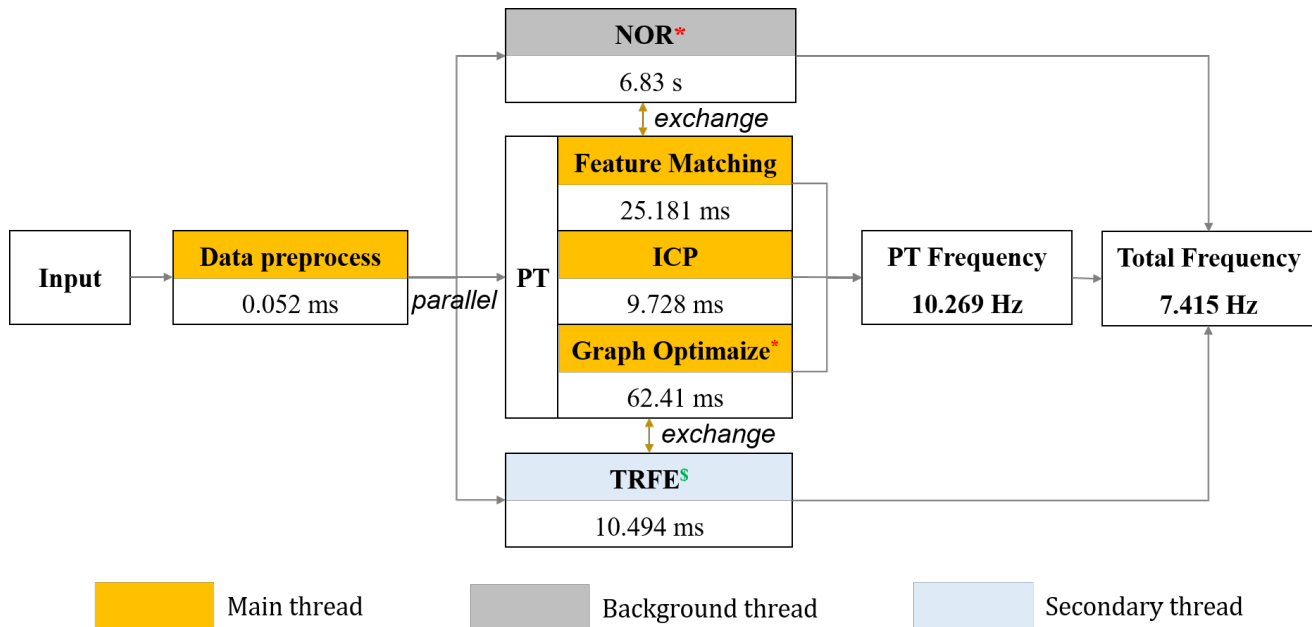 NOR*
6.83 s
exchange
Feature Matching
25.181 ms
Input
Data preprocess
0.052 ms
parallel
PT
ICP
9.728 ms
PT Frequency
10.269 Hz
Total Frequency
7.415 Hz
Graph Optimaize*
62.41 ms
exchange
TRFE$
10.494 ms
Main thread
Background thread
Secondary thread